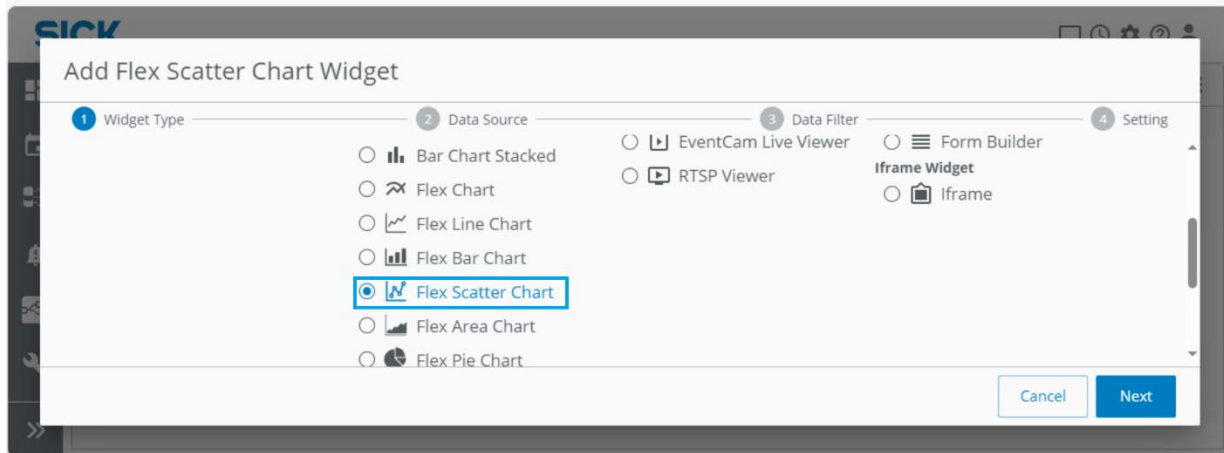 SICK
Add Flex Scatter Chart Widget
1 Widget Type
2 Data Source
3 Data Filter
4 Setting
Bar Chart Stacked
Flex Chart
Flex Line Chart
Flex Bar Chart
Flex Scatter Chart
Flex Area Chart
Flex Pie Chart
EventCam Live Viewer
RTSP Viewer
Form Builder
Iframe Widget
Iframe
Cancel
Next